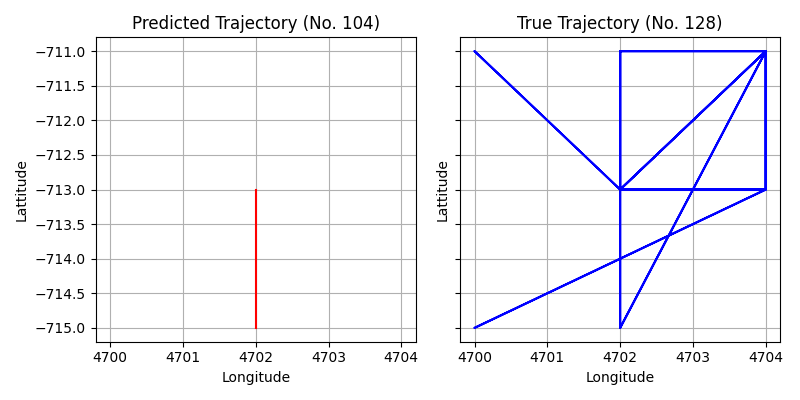 Predicted Trajectory (No. 104)
Lattitude
−711.0
−711.5
−712.0
−712.5
−713.0
−713.5
−714.0
−714.5
−715.0
4700 4701 4702 4703 4704
Longitude
True Trajectory (No. 128)
Lattitude
4700 4701 4702 4703 4704
Longitude